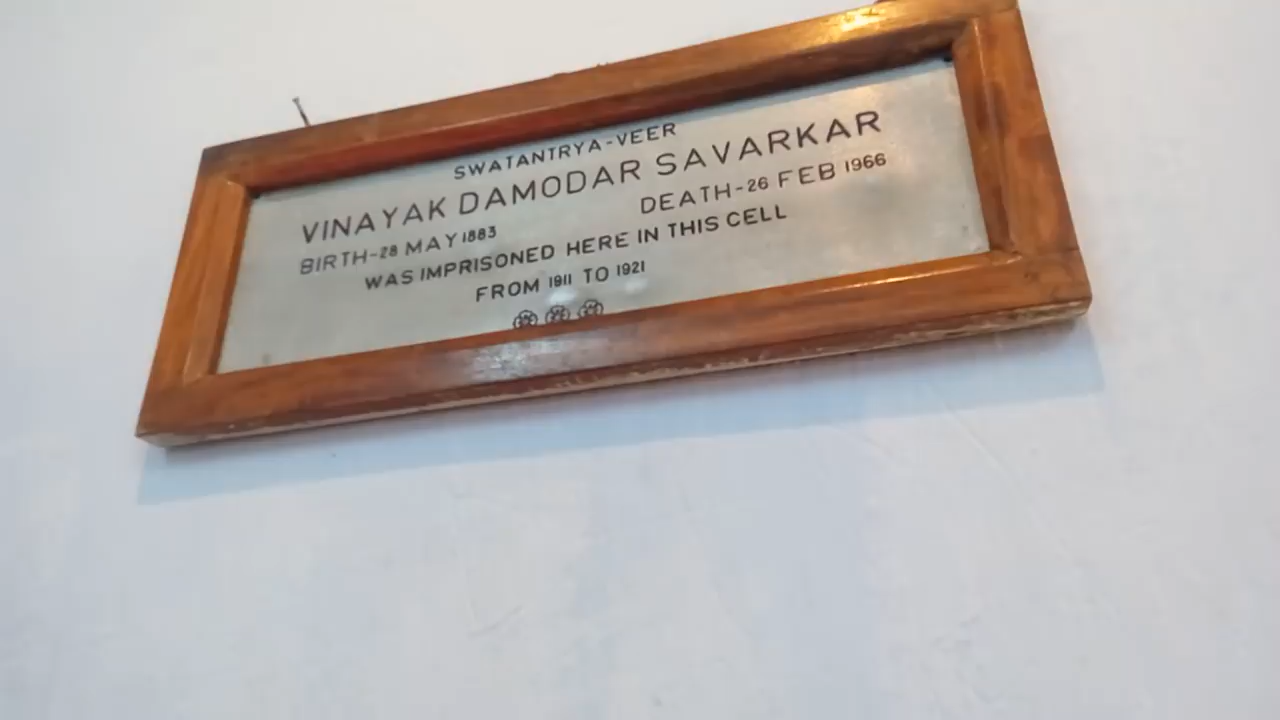 SWATANTRYA-VEER
VINAYAK DAMODAR SAVARKAR
BIRTH-28 MAY 1883 DEATH-26 FEB 1966
WAS IMPRISONED HERE IN THIS CELL
FROM 1911 TO 1921